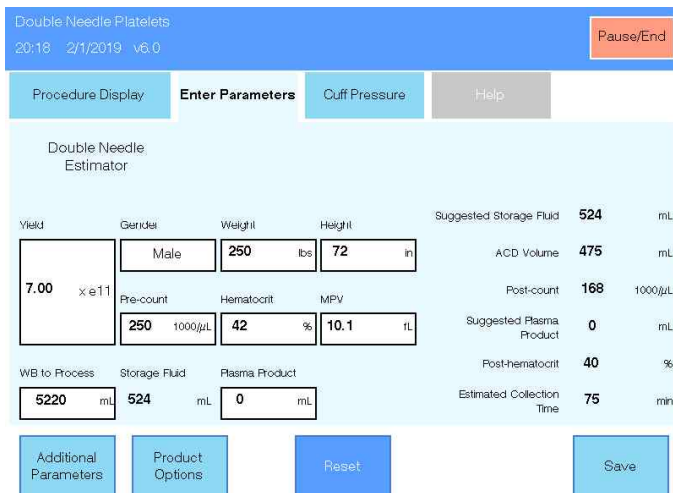 Double Needle Platelets
20:18 2/1/2019 v6.0
Pause/End
Procedure Display
Enter Parameters
Cuff Pressure
Help
Double Needle
Estimator
Yield
7.00 x e11
Gender
Male
Weight
250 lbs
Height
72 in
Pre-count
250 1000/µL
Hematocrit
42 %
MPV
10.1 fL
WB to Process
5220 mL
Storage Fluid
524 mL
Plasma Product
0 mL
Suggested Storage Fluid 524 mL
ACD Volume 475 mL
Post-count 168 1000/µL
Suggested Plasma
Product
0 mL
Post-hematocrit 40 %
Estimated Collection
Time
75 min
Additional
Parameters
Product
Options
Reset
Save